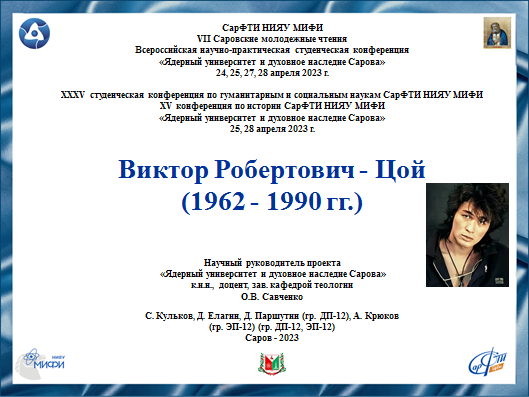 СарФТИ НИЯУ МИФИ
VII Саровские молодежные чтения
Всероссийская научно-практическая студенческая конференция
«Ядерный университет и духовное наследие Сарова»
24, 25, 27, 28 апреля 2023 г.
XXXV студенческая конференция по гуманитарным и социальным наукам СарФТИ НИЯУ МИФИ
XV конференция по истории СарФТИ НИЯУ МИФИ
«Ядерный университет и духовное наследие Сарова»
25, 28 апреля 2023 г.
Виктор Робертович - Цой
(1962 - 1990 гг.)
Научный руководитель проекта
«Ядерный университет и духовное наследие Сарова»
к.н.н., доцент, зав. кафедрой теологии
О.В. Савченко
С. Кульков, Д. Елагин, Д. Паршутин (гр. ДП-12), А. Крюков
(гр. ЭП-12) (гр. ДП-12, ЭП-12)
Саров - 2023
НИЯУ
МИФИ
СарФТИ